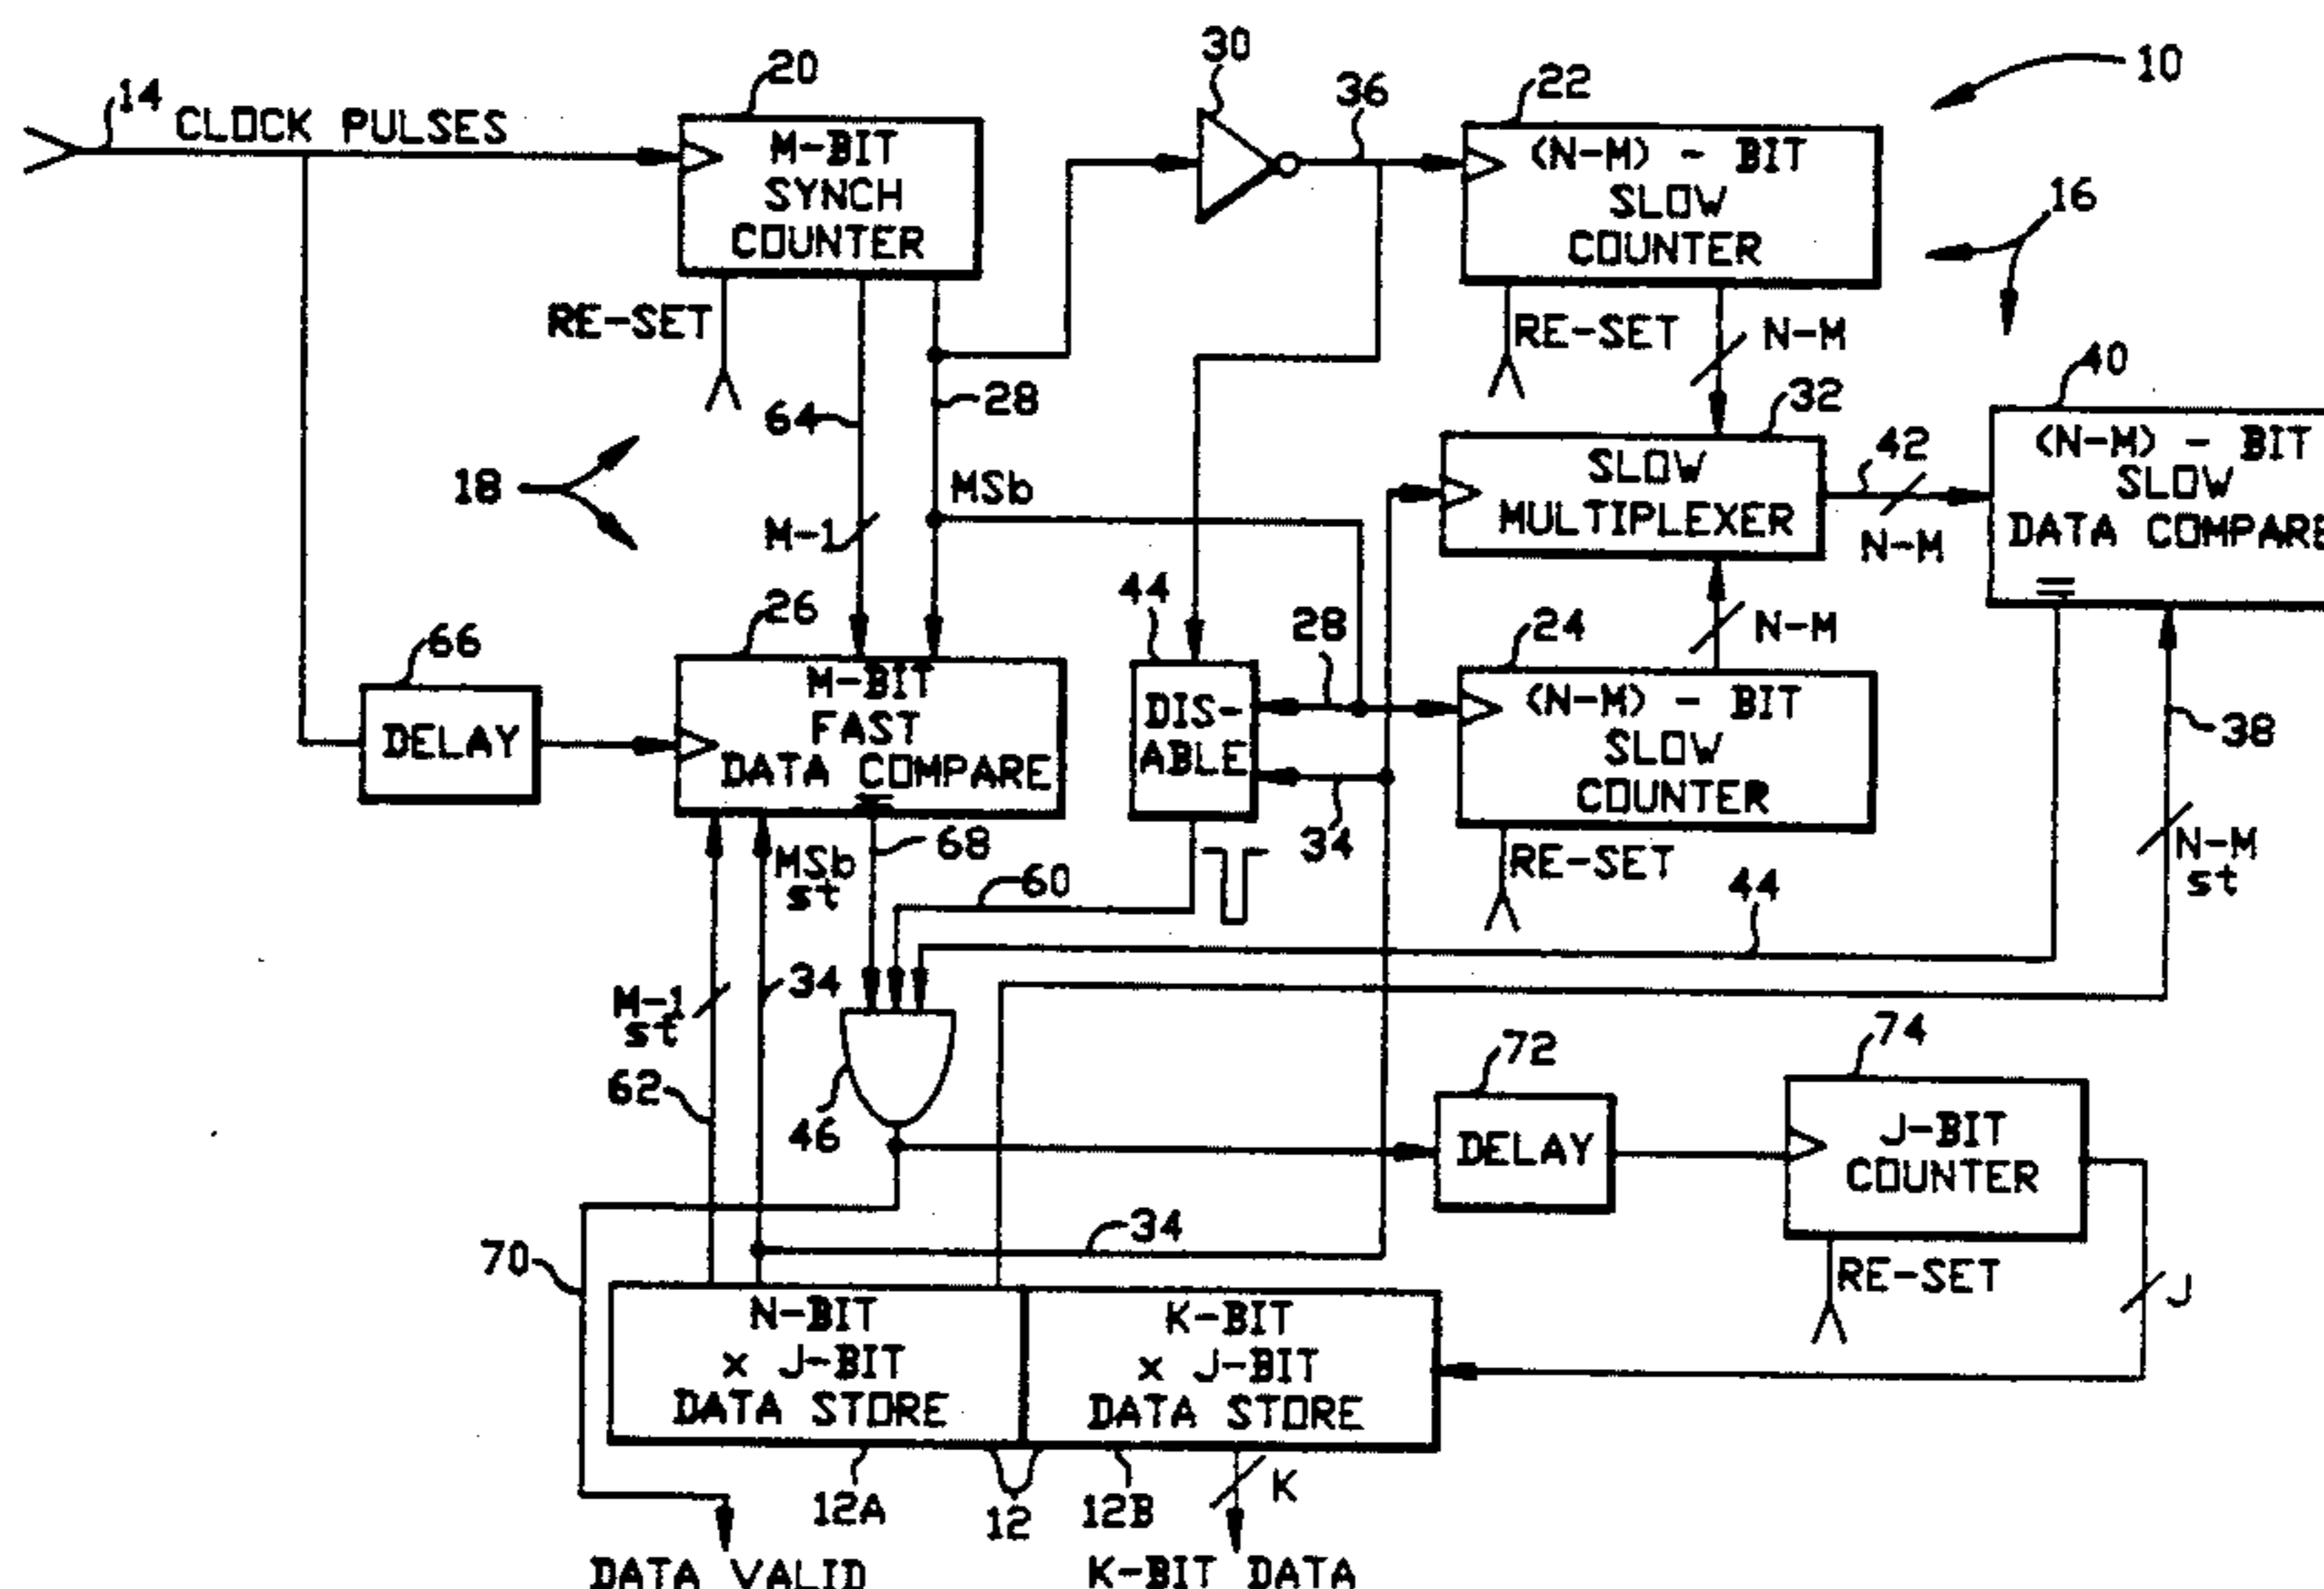 14
CLOCK PULSES
20
M-BIT
SYNCH
COUNTER
RE-SET
30
36
22
(N-M) - BIT
SLOW
COUNTER
RE-SET
N-M
10
16
18
64
28
M-1
MSb
32
SLOW
MULTIPLEXER
42
N-M
40
(N-M) - BIT
SLOW
DATA COMPARE
=
66
DELAY
26
M-BIT
FAST
DATA COMPARE
=
44
DIS-
ABLE
28
34
24
(N-M) - BIT
SLOW
COUNTER
N-M
RE-SET
38
N-M
st
44
68
60
MSb
st
M-1
st
34
62
46
72
DELAY
74
J-BIT
COUNTER
RE-SET
J
70
34
N-BIT
x J-BIT
DATA STORE
K-BIT
x J-BIT
DATA STORE
12A
12
12B
K
DATA VALID
K-BIT DATA